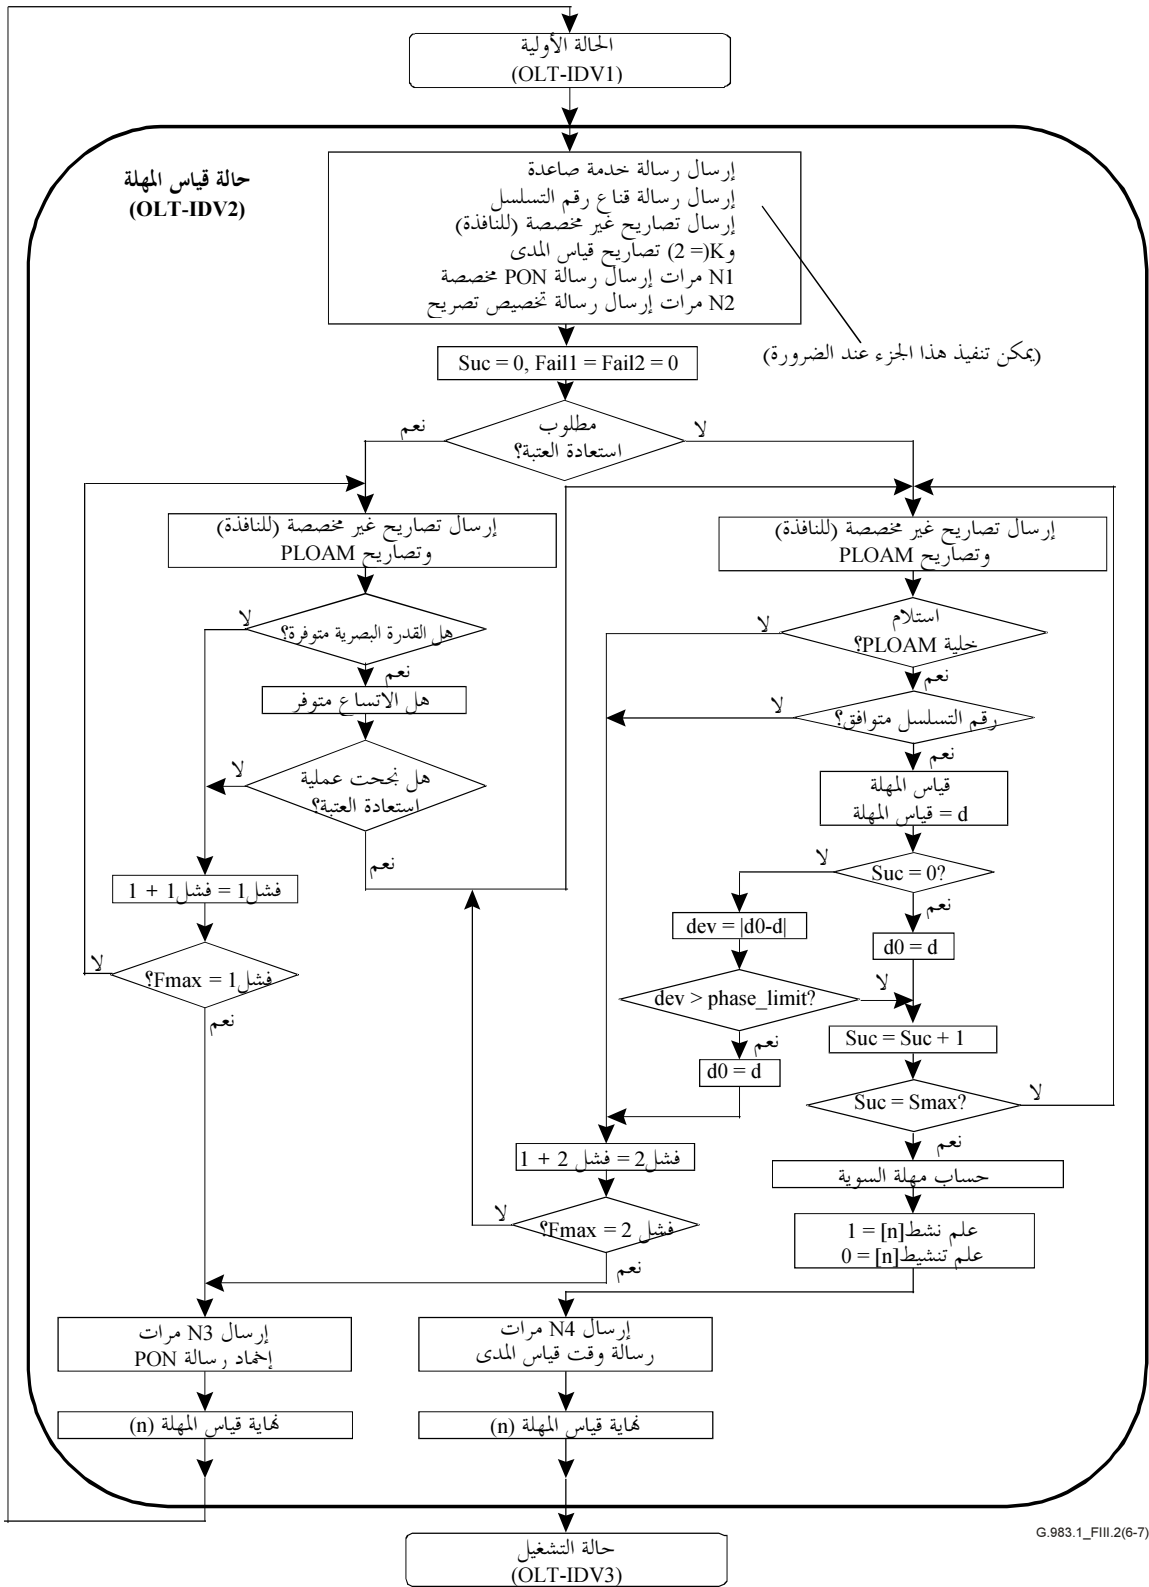 الحالة الأولية
(OLT-IDV1)
حالة قياس المهلة
(OLT-IDV2)
إرسال رسالة خدمة صاعدة
إرسال رسالة قناع رقم التسلسل
إرسال تصاريح غير مخصصة (للنافذة)
وK(= 2) تصاريح قياس المدى
N1 مرات إرسال رسالة PON مخصصة
N2 مرات إرسال رسالة تخصيص تصريح
(يمكن تنفيذ هذا الجزء عند الضرورة)
Suc = 0, Fail1 = Fail2 = 0
مطلوب
استعادة العتبة؟
نعم
لا
إرسال تصاريح غير مخصصة (للنافذة)
وتصاريح PLOAM
هل القدرة البصرية متوفرة؟
لا
نعم
هل الاتساع متوفر
هل نجحت عملية
استعادة العتبة؟
لا
نعم
فشل1 = فشل1 + 1
فشل1 = Fmax؟
لا
نعم
إرسال تصاريح غير مخصصة (للنافذة)
وتصاريح PLOAM
استلام
خلية PLOAM؟
لا
نعم
رقم التسلسل متوافق؟
لا
نعم
قياس المهلة
d = قياس المهلة
Suc = 0?
لا
نعم
dev = |d0-d|
d0 = d
dev > phase_limit?
لا
نعم
d0 = d
Suc = Suc + 1
Suc = Smax?
لا
نعم
فشل2 = فشل 2 + 1
فشل 2 = Fmax؟
لا
نعم
حساب مهلة السوية
علم نشط[n] = 1
علم تنشيط[n] = 0
إرسال N3 مرات
إخماد رسالة PON
نهاية قياس المهلة (n)
إرسال N4 مرات
رسالة وقت قياس المدى
نهاية قياس المهلة (n)
حالة التشغيل
(OLT-IDV3)
G.983.1_FIII.2(6-7)